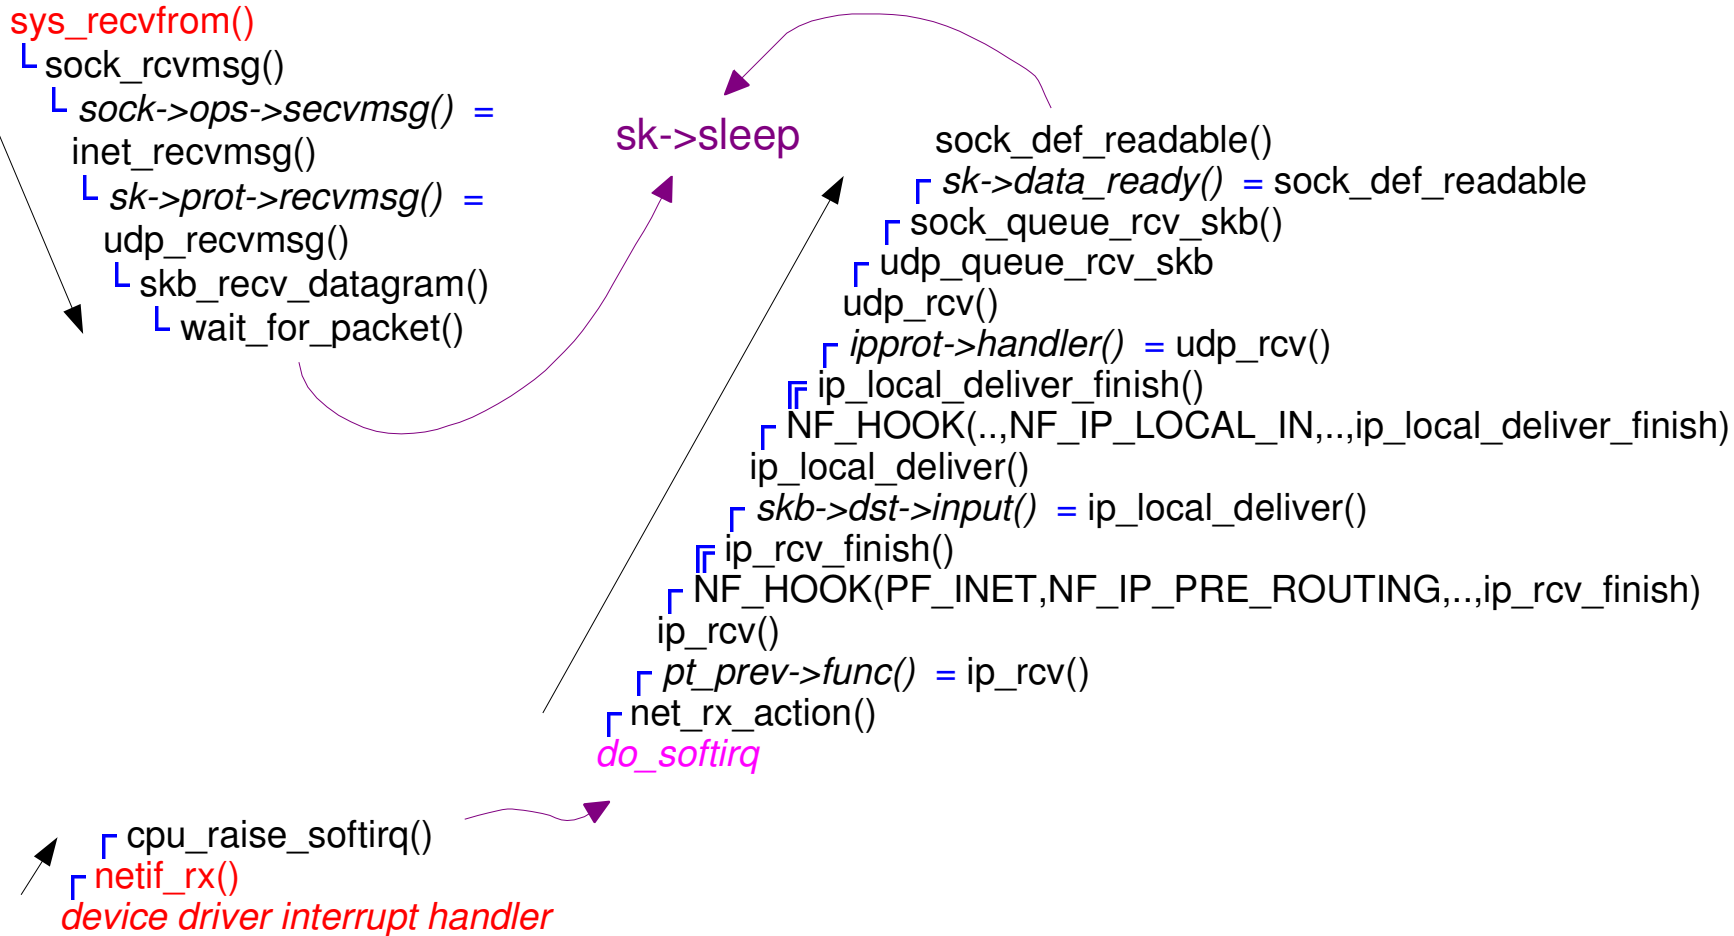 sys_recvfrom()
sock_rcvmsg()
sock->ops->secvmsg() =
inet_recvmsg()
sk->prot->recvmsg() =
udp_recvmsg()
skb_recv_datagram()
wait_for_packet()
sk->sleep
sock_def_readable()
sk->data_ready() = sock_def_readable
sock_queue_rcv_skb()
udp_queue_rcv_skb
udp_rcv()
ipprot->handler() = udp_rcv()
ip_local_deliver_finish()
NF_HOOK(..,NF_IP_LOCAL_IN,..,ip_local_deliver_finish)
ip_local_deliver()
skb->dst->input() = ip_local_deliver()
ip_rcv_finish()
NF_HOOK(PF_INET,NF_IP_PRE_ROUTING,..,ip_rcv_finish)
ip_rcv()
pt_prev->func() = ip_rcv()
net_rx_action()
do_softirq
cpu_raise_softirq()
netif_rx()
device driver interrupt handler